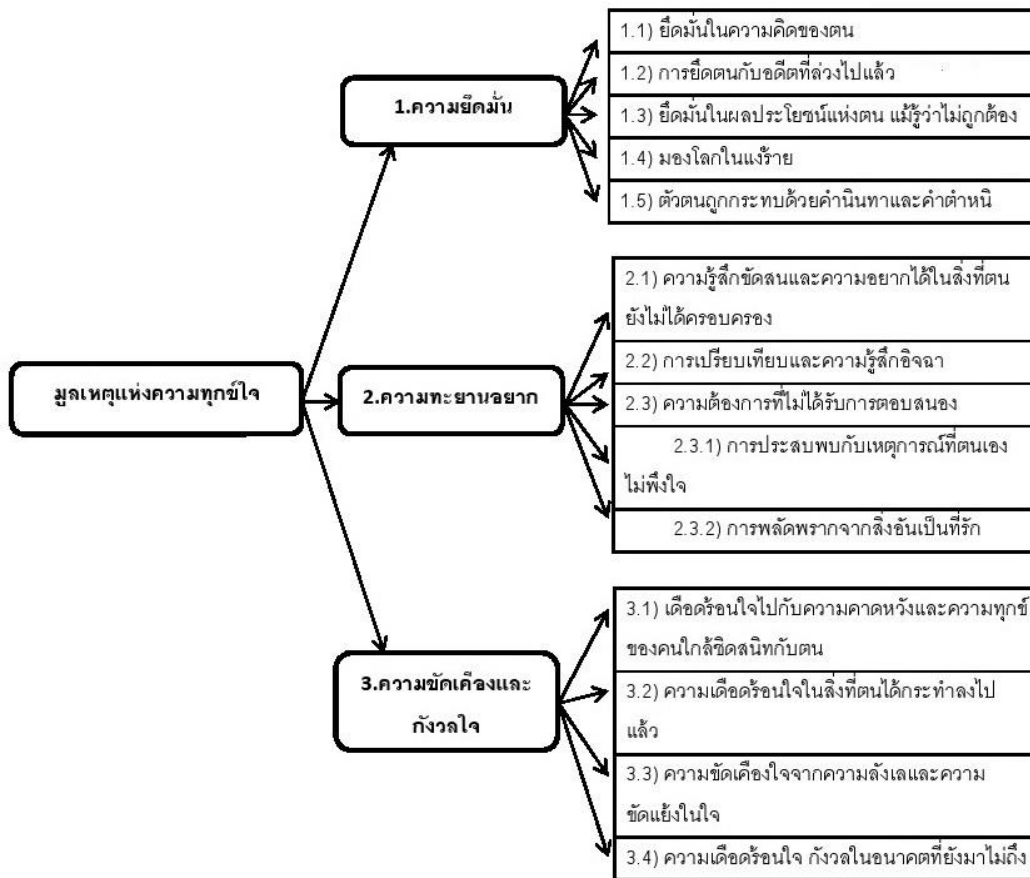 มูลเหตุแห่งความทุกข์ใจ
1.ความยึดมั่น
1.1) ยึดมั่นในความคิดของตน
1.2) การยึดตนกับอดีตที่ล่วงไปแล้ว
1.3) ยึดมั่นในผลประโยชน์แห่งตน แม้รู้ว่าไม่ถูกต้อง
1.4) มองโลกในแง่ร้าย
1.5) ตัวตนถูกกระทบด้วยคำนินทาและคำตำหนิ
2.ความทะยานอยาก
2.1) ความรู้สึกขัดสนและความอยากได้ในสิ่งที่ตน
ยังไม่ได้ครอบครอง
2.2) การเปรียบเทียบและความรู้สึกอิจฉา
2.3) ความต้องการที่ไม่ได้รับการตอบสนอง
2.3.1) การประสบพบกับเหตุการณ์ที่ตนเอง
ไม่พึงใจ
2.3.2) การพลัดพรากจากสิ่งอันเป็นที่รัก
3.ความขัดเคืองและ
กังวลใจ
3.1) เดือดร้อนใจไปกับความคาดหวังและความทุกข์
ของคนใกล้ชิดสนิทกับตน
3.2) ความเดือดร้อนใจในสิ่งที่ตนได้กระทำลงไป
แล้ว
3.3) ความขัดเคืองใจจากความลังเลและความ
ขัดแย้งในใจ
3.4) ความเดือดร้อนใจ กังวลในอนาคตที่ยังมาไม่ถึง